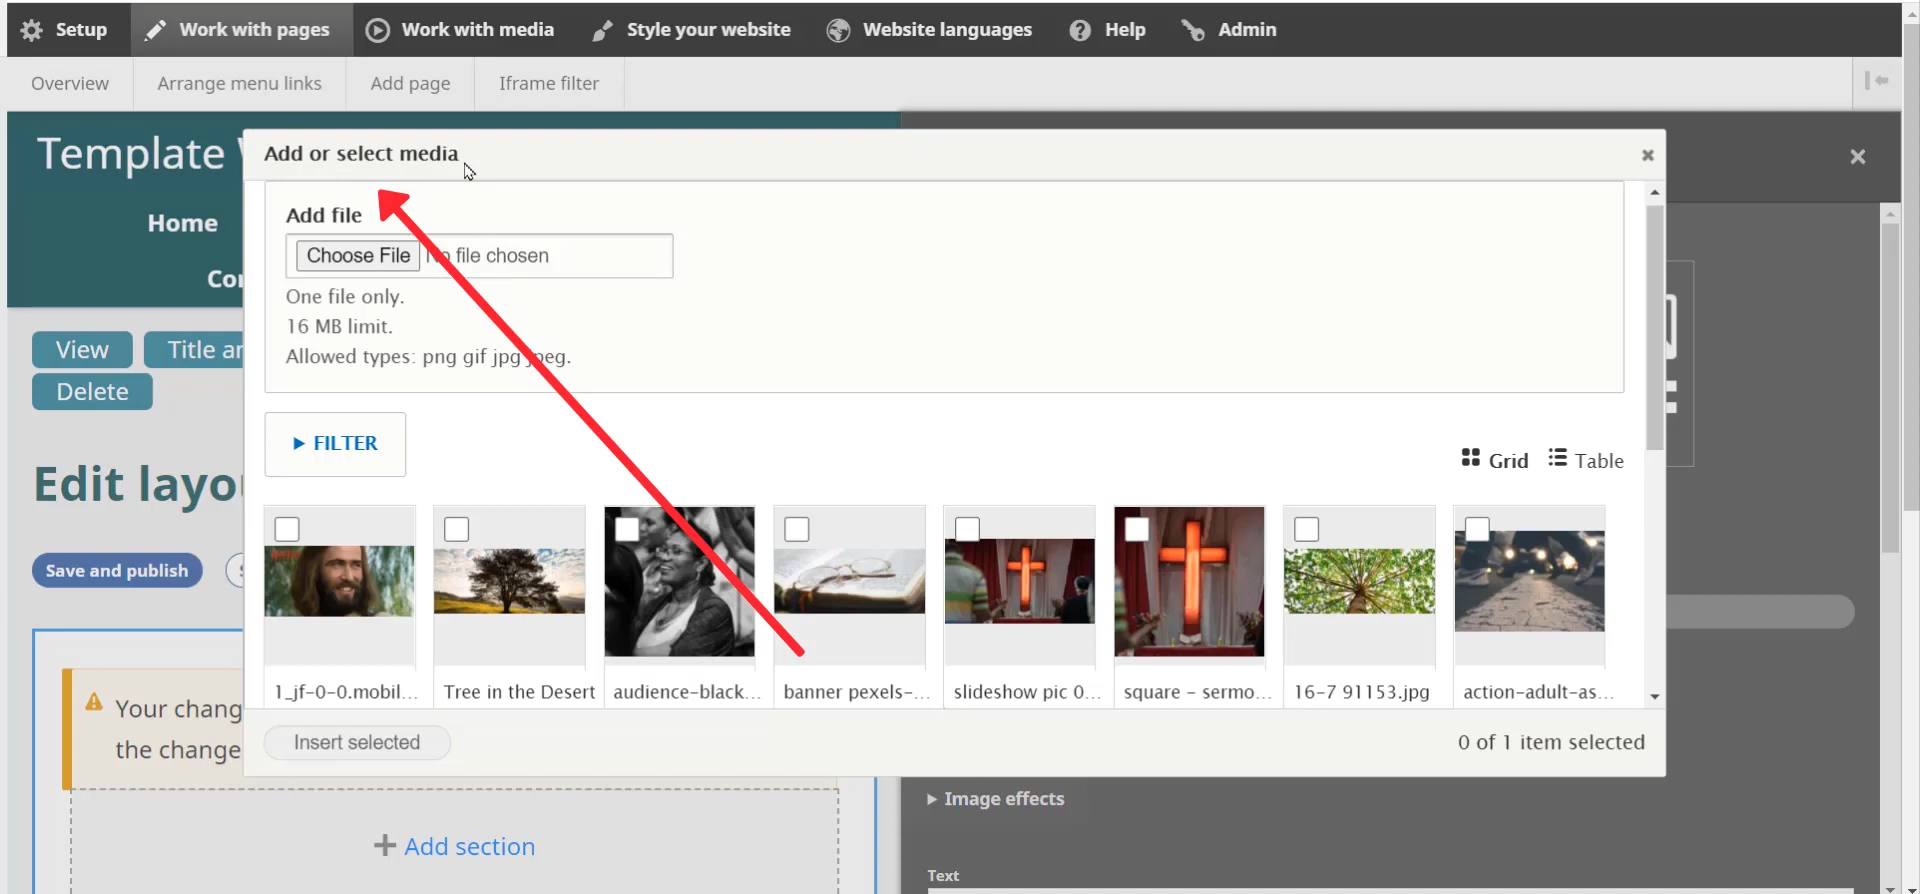 Setup
Work with pages
Work with media
Style your website
Website languages
Help
Admin
Overview
Arrange menu links
Add page
Iframe filter
Template
Home
View
Delete
Edit
Save and publish
Your
the change
Add section
Add or select media
Add file
Choose File No file chosen
One file only.
16 MB limit.
Allowed types: png gif jpg jpeg.
FILTER
Grid
Table
1_jf-0-0.mobil...
Tree in the Desert
audience-black...
banner pexels-...
slideshow pic 0...
square - sermo...
16-7 91153.jpg
action-adult-as...
Insert selected
0 of 1 item selected
Image effects
Text